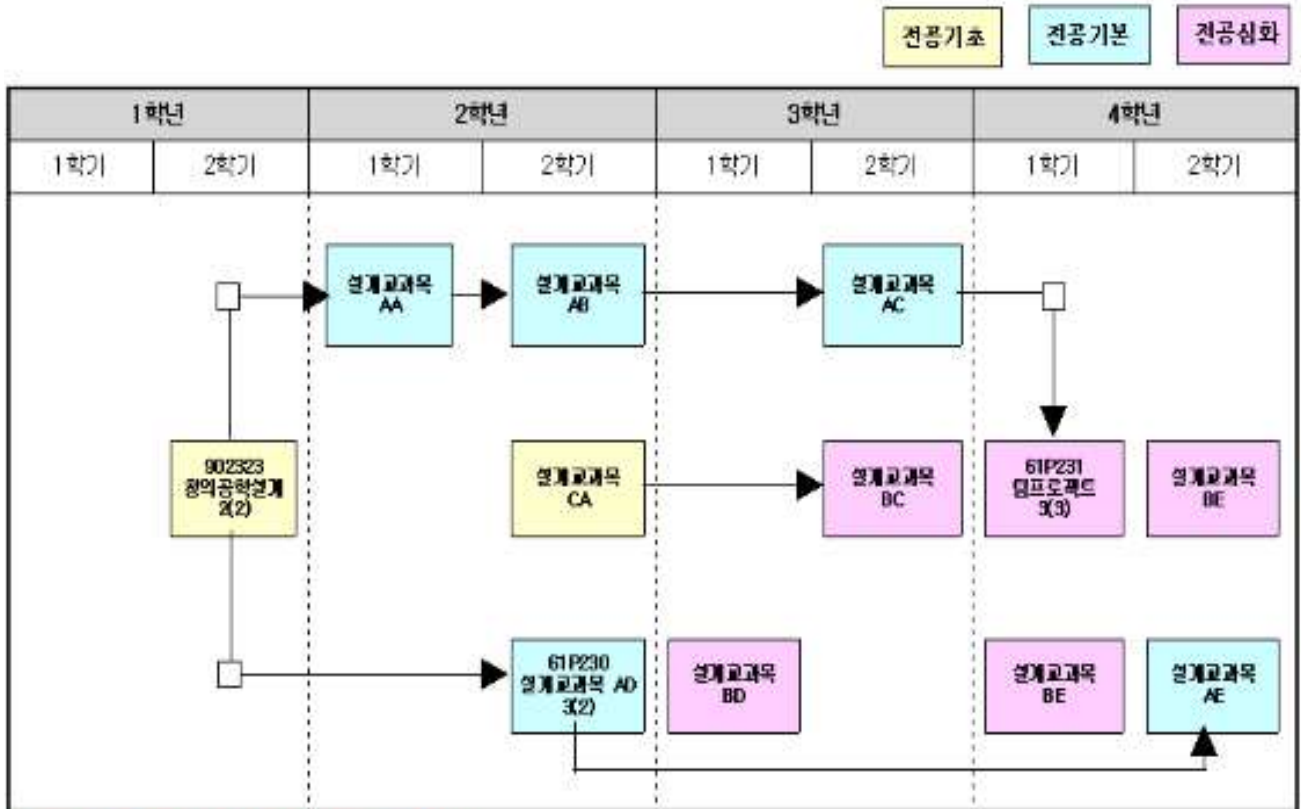 전공기초
전공기본
전공심화
1학년
2학년
3학년
4학년
1학기
2학기
1학기
2학기
1학기
2학기
1학기
2학기
설계교과목
AA
설계교과목
AB
설계교과목
AC
902323
창의공학설계
2(2)
설계교과목
CA
설계교과목
BC
61P231
팀프로젝트
3(3)
설계교과목
BE
61P230
설계교과목 AD
3(2)
설계교과목
BD
설계교과목
BE
설계교과목
AE